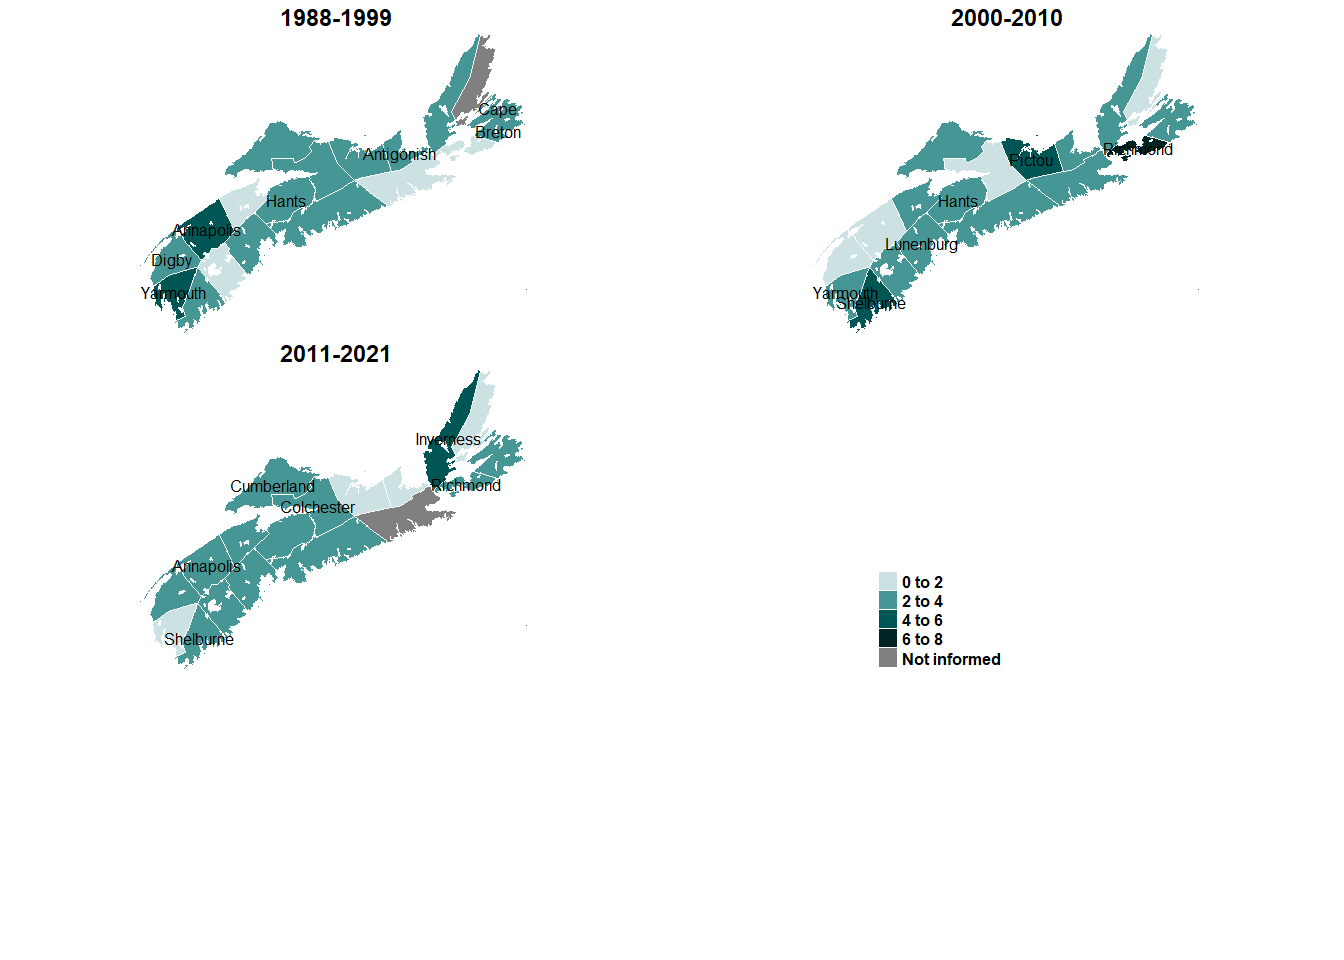 1988-1999
Cape
Breton
Antigonish
Hants
Annapolis
Digby
Yarmouth
2000-2010
Richmond
Pictou
Hants
Lunenburg
Yarmouth
Shelburne
2011-2021
Inverness
Richmond
Cumberland
Colchester
Annapolis
Shelburne
0 to 2
2 to 4
4 to 6
6 to 8
Not informed